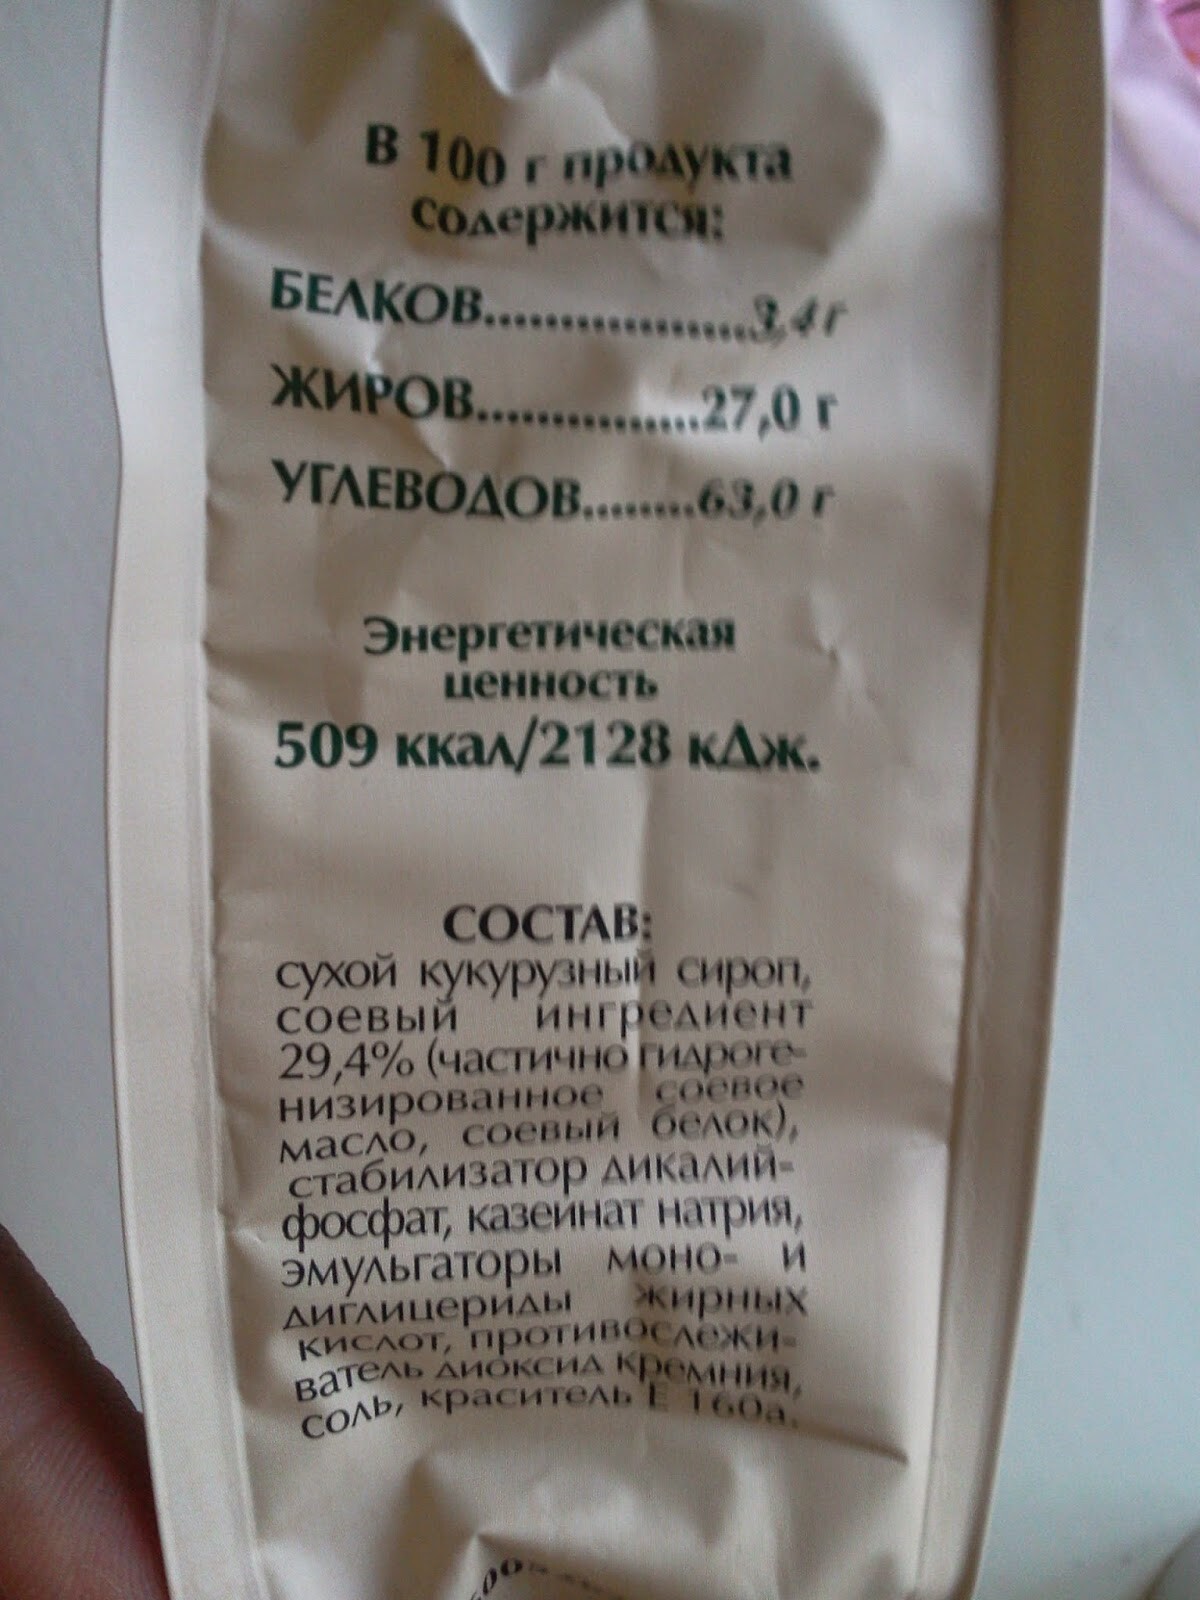 В 100 г продукта
содержится:
БЕЛКОВ..................3,4 г
ЖИРОВ...............27,0 г
УГЛЕВОДОВ........63,0 г
Энергетическая
ценность
509 ккал/2128 кДж.
СОСТАВ:
сухой кукурузный сироп,
соевый ингредиент
29,4% (частично гидроге-
низированное соевое
масло, соевый белок),
стабилизатор дикалий-
фосфат, казеинат натрия,
эмульгаторы моно- и
диглицериды жирных
кислот, противослежи-
ватель диоксид кремния,
соль, краситель Е 160а.